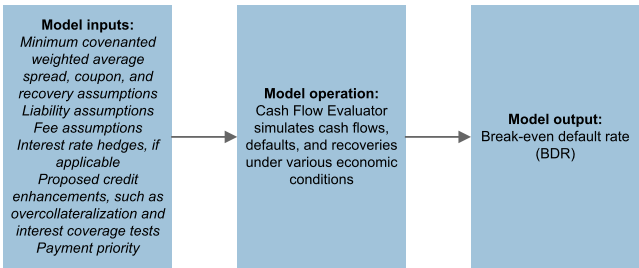 Model inputs:
Minimum covenanted
weighted average
spread, coupon, and
recovery assumptions
Liability assumptions
Fee assumptions
Interest rate hedges, if
applicable
Proposed credit
enhancements, such as
overcollateralization and
interest coverage tests
Payment priority
Model operation:
Cash Flow Evaluator
simulates cash flows,
defaults, and recoveries
under various economic
conditions
Model output:
Break-even default rate
(BDR)